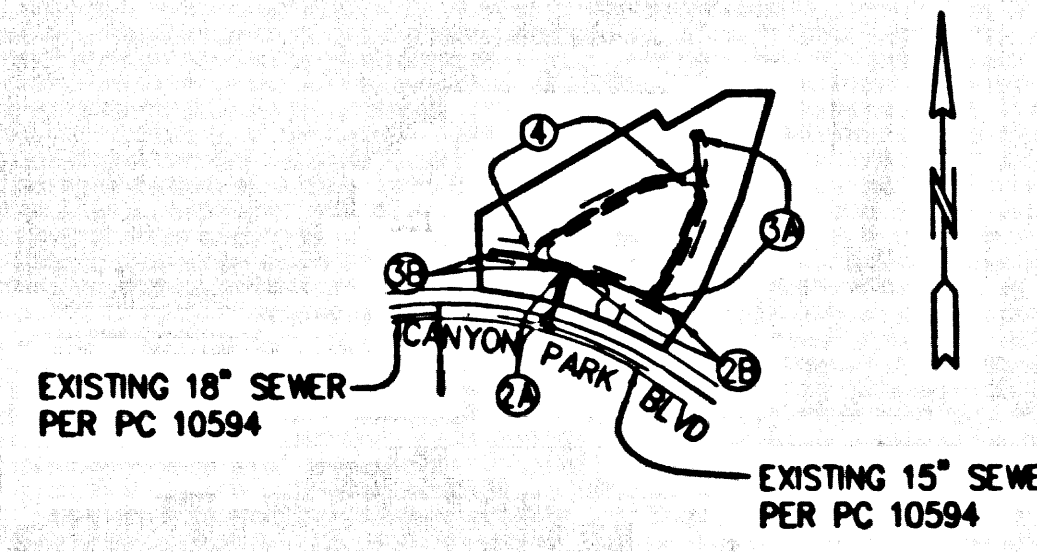 4
N
3A
3B
CANYON PARK BLVD
2A
2B
EXISTING 18" SEWER
PER PC 10594
EXISTING 15" SEWE
PER PC 10594